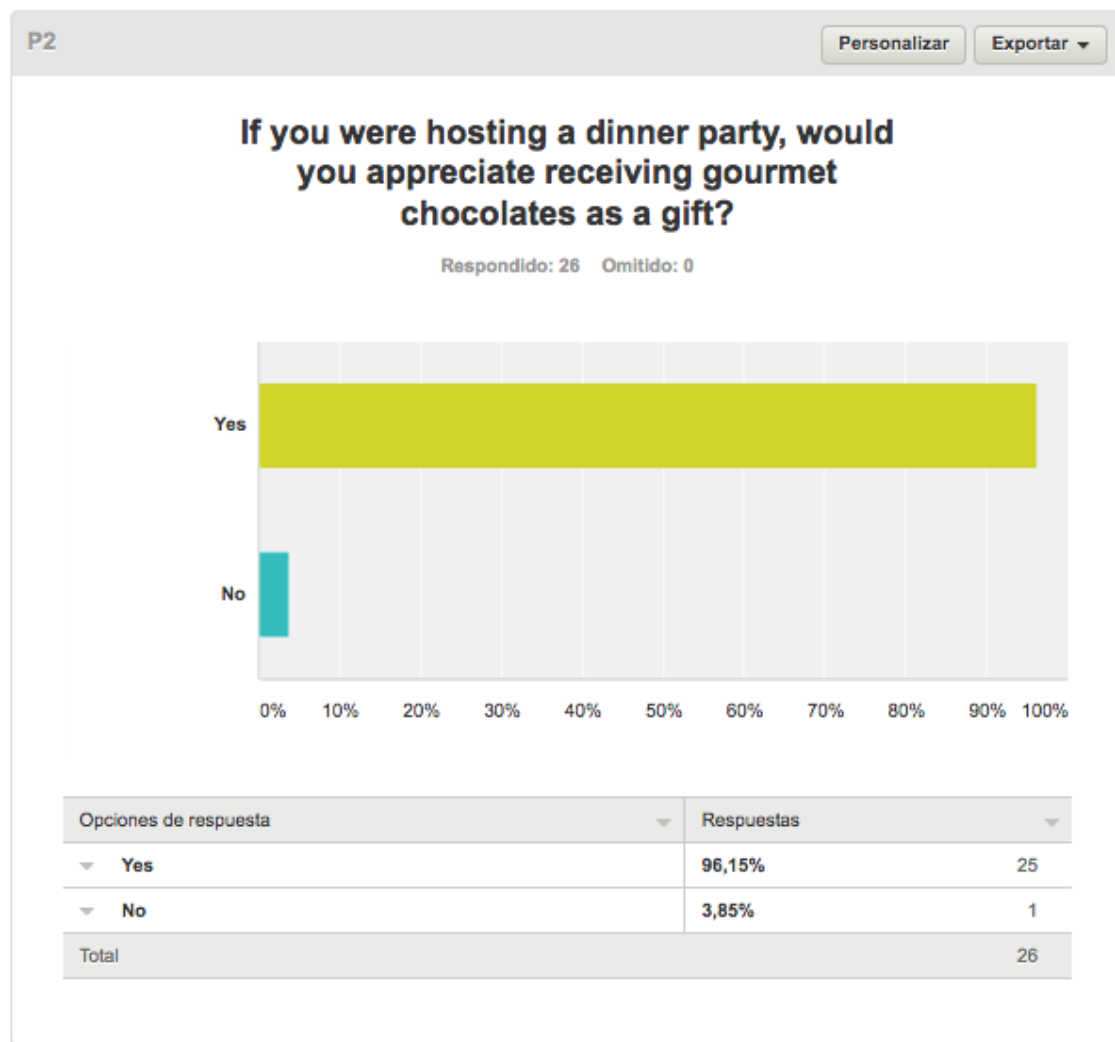 P2
Personalizar
Exportar
If you were hosting a dinner party, would
you appreciate receiving gourmet
chocolates as a gift?
Respondido: 26 Omitido: 0
Yes
No
0% 10% 20% 30% 40% 50% 60% 70% 80% 90% 100%
Opciones de respuesta Respuestas
Yes 96,15% 25
No 3,85% 1
Total 26